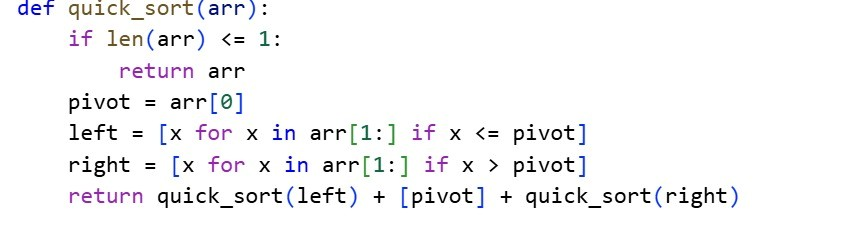 def quick_sort(arr):
    if len(arr) <= 1:
        return arr
    pivot = arr[0]
    left = [x for x in arr[1:] if x <= pivot]
    right = [x for x in arr[1:] if x > pivot]
    return quick_sort(left) + [pivot] + quick_sort(right)